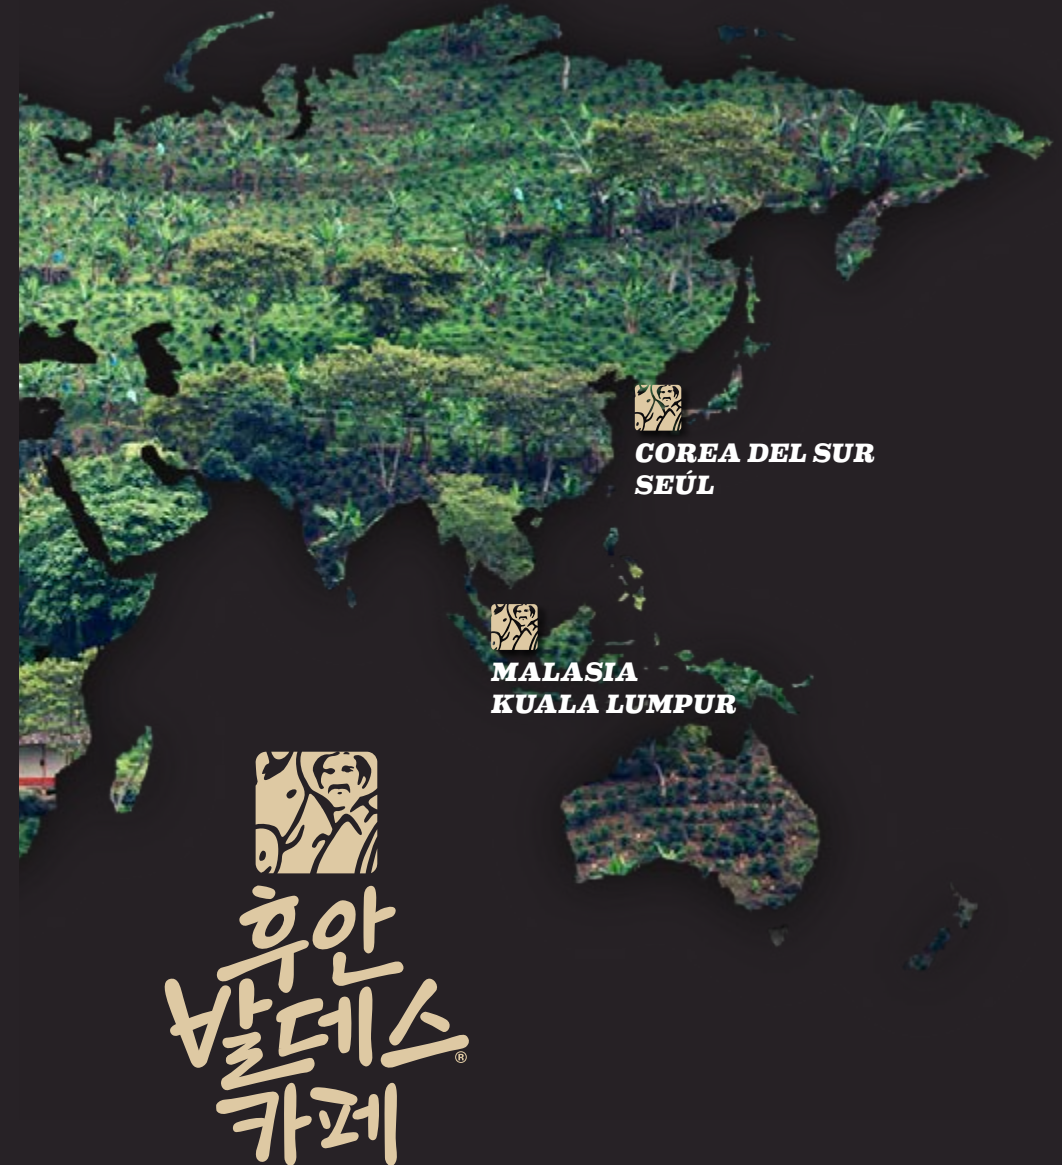 COREA DEL SUR
SEÚL
MALASIA
KUALA LUMPUR
후안
발데스
®
카페